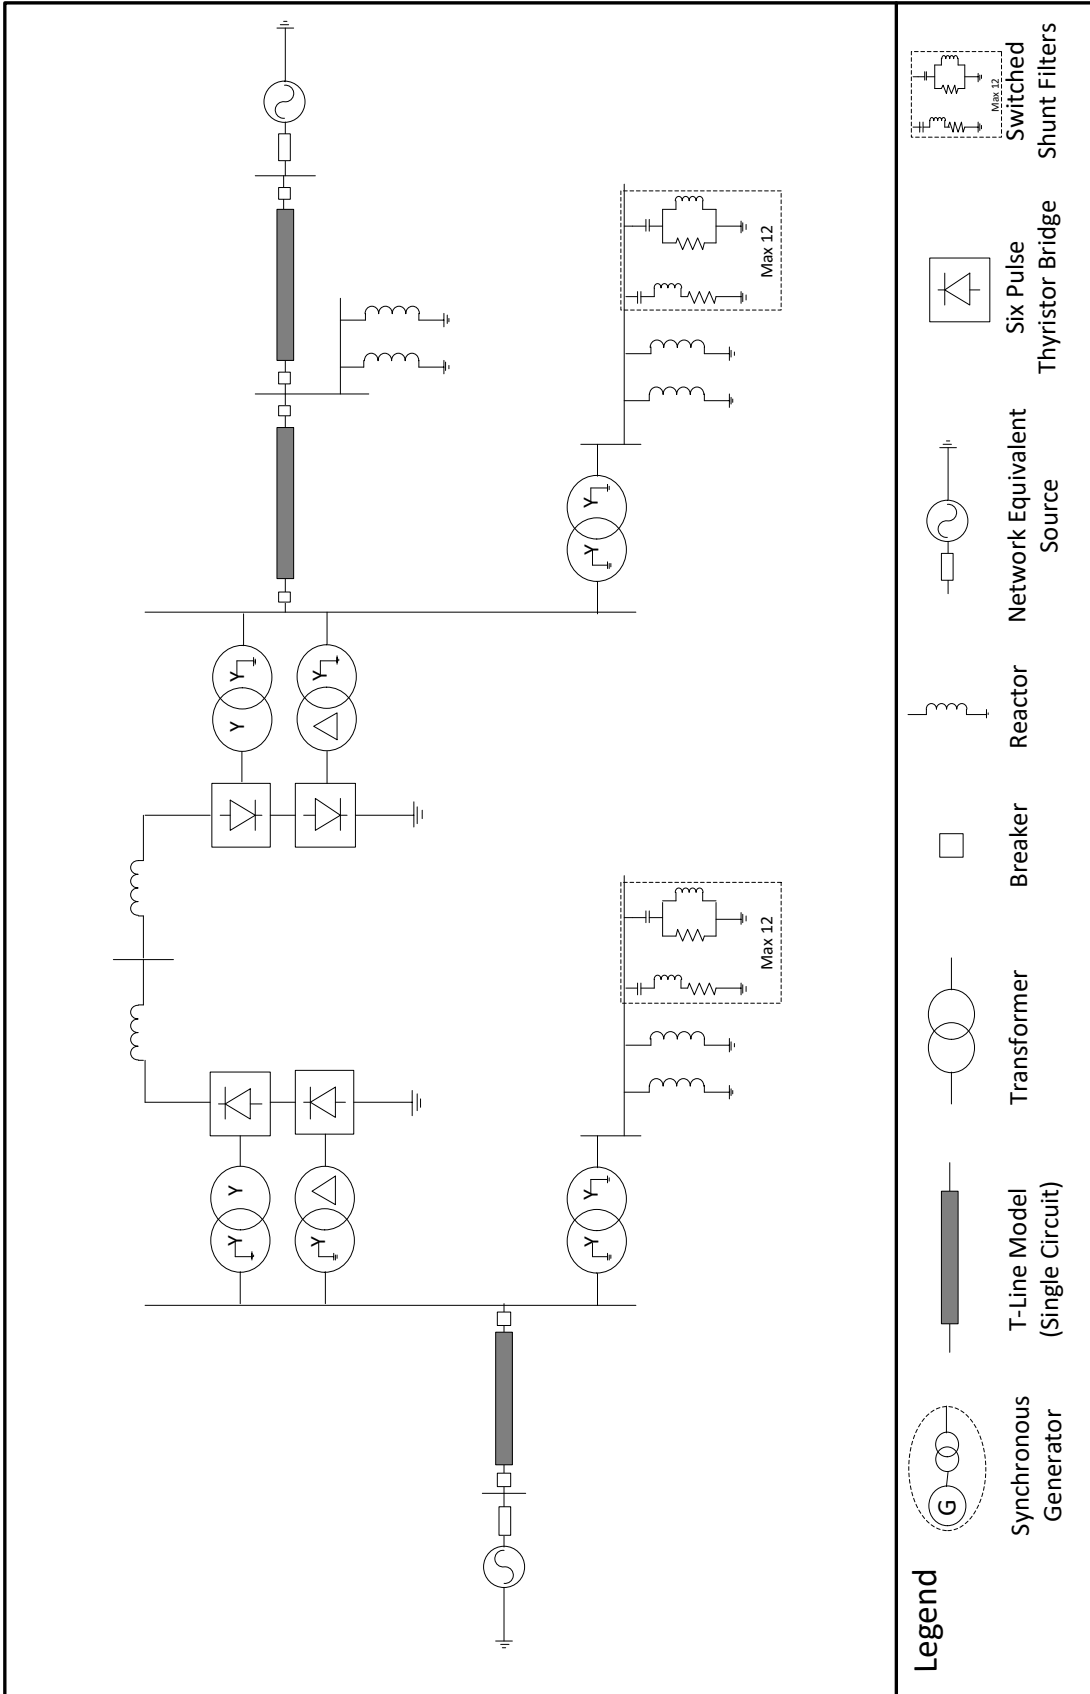 Y Y Y Y
Y Y
Y Y Y Y
Max 12
Max 12
Legend
G
Max 12
Synchronous
Generator
T-Line Model
(Single Circuit)
Transformer
Breaker
Reactor
Network Equivalent
Source
Six Pulse
Thyristor Bridge
Switched
Shunt Filters